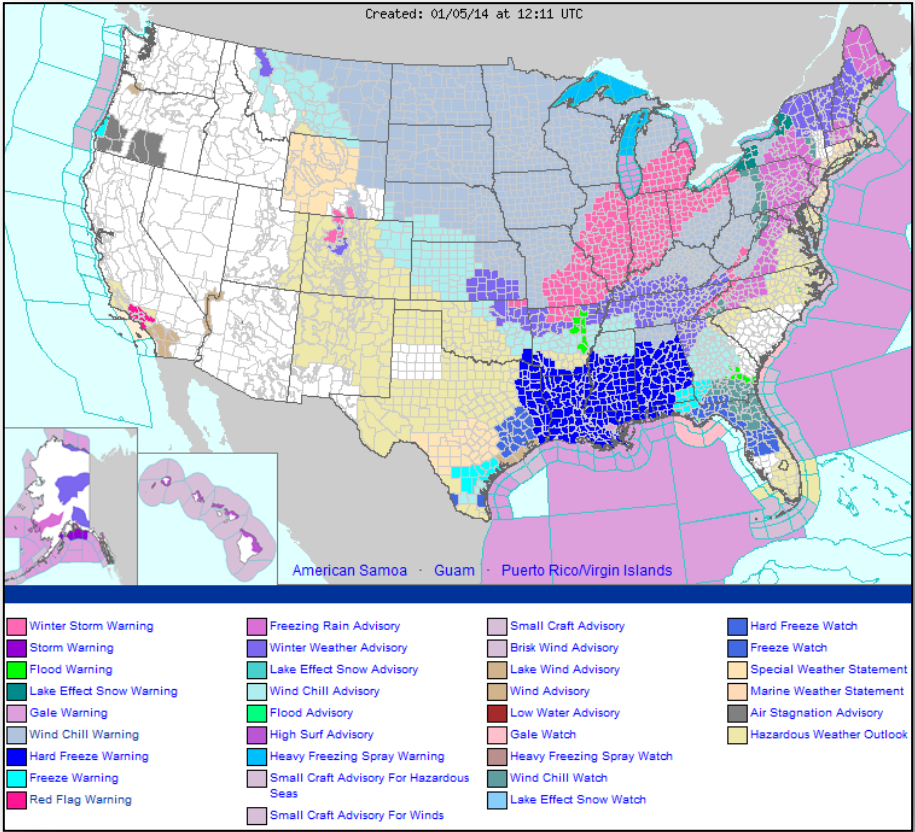 Created: 01/05/14 at 12:11 UTC
American Samoa · Guam · Puerto Rico/Virgin Islands
Winter Storm Warning
Storm Warning
Flood Warning
Lake Effect Snow Warning
Gale Warning
Wind Chill Warning
Hard Freeze Warning
Freeze Warning
Red Flag Warning
Freezing Rain Advisory
Winter Weather Advisory
Lake Effect Snow Advisory
Wind Chill Advisory
Flood Advisory
High Surf Advisory
Heavy Freezing Spray Warning
Small Craft Advisory For Hazardous
Seas
Small Craft Advisory For Winds
Small Craft Advisory
Brisk Wind Advisory
Lake Wind Advisory
Wind Advisory
Low Water Advisory
Gale Watch
Heavy Freezing Spray Watch
Wind Chill Watch
Lake Effect Snow Watch
Hard Freeze Watch
Freeze Watch
Special Weather Statement
Marine Weather Statement
Air Stagnation Advisory
Hazardous Weather Outlook